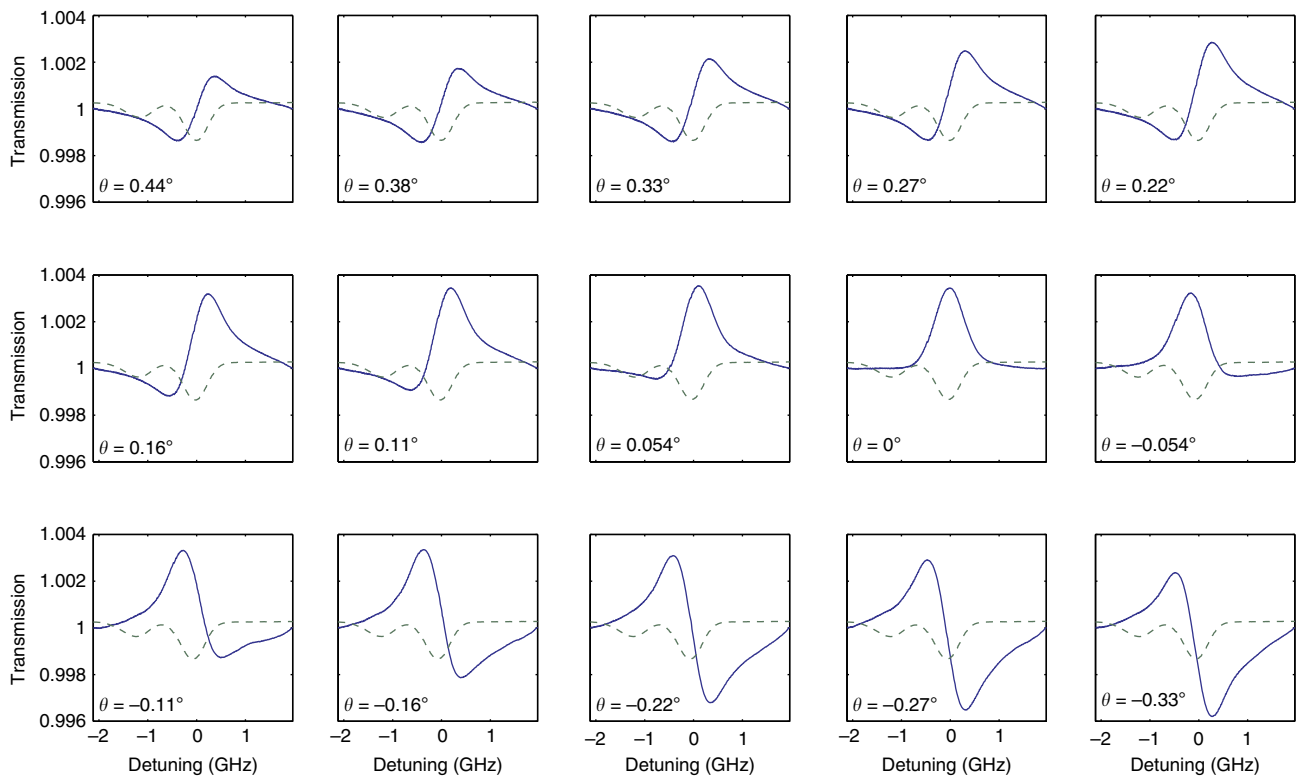 1.004
1.002
Transmission
1
0.998
0.996
θ = 0.44°
θ = 0.38°
θ = 0.33°
θ = 0.27°
θ = 0.22°
1.004
1.002
Transmission
1
0.998
0.996
θ = 0.16°
θ = 0.11°
θ = 0.054°
θ = 0°
θ = –0.054°
1.004
1.002
Transmission
1
0.998
0.996
θ = –0.11°
θ = –0.16°
θ = –0.22°
θ = –0.27°
θ = –0.33°
–2 –1 0 1
–2 –1 0 1
–2 –1 0 1
–2 –1 0 1
–2 –1 0 1
Detuning (GHz)
Detuning (GHz)
Detuning (GHz)
Detuning (GHz)
Detuning (GHz)